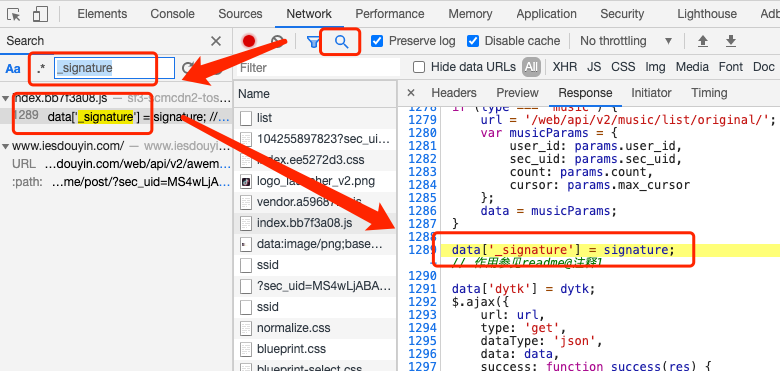 Elements Console Sources Network Performance Memory Application Security Lighthouse Ad
Search
Preserve log Disable cache No throttling
Aa .* _signature
Filter Hide data URLs All XHR JS CSS Img Media Font Doc
index.bb7f3a08.js
1289 data['_signature'] = signature; //…
www.iesdouyin.com/ — www.iesdouy…
URL …douyin.com/web/api/v2/awem…
:path: …me/post/?sec_uid=MS4wLjA…
Name
list
104255897823?sec_ui…
index.ee5272d3.css
logo_launcher_v2.png
vendor.a5968
index.bb7f3a08.js
data:image/png;base…
ssid
?sec_uid=MS4wLjABA…
ssid
normalize.css
blueprint.css
blueprint-select.css
Headers Preview Response Initiator Timing
1278 if (type === 'music') {
1279 url = '/web/api/v2/music/list/original/';
1280 var musicParams = {
1281 user_id: params.user_id,
1282 sec_uid: params.sec_uid,
1283 count: params.count,
1284 cursor: params.max_cursor
1285 };
1286 data = musicParams;
1287 }
1288
1289 data['_signature'] = signature;
// 作用参见readme@注释1
1290
1291 data['dytk'] = dytk;
1292 $.ajax({
1293 url: url,
1294 type: 'get',
1295 dataType: 'json',
1296 data: data,
1297 success: function success(res) {